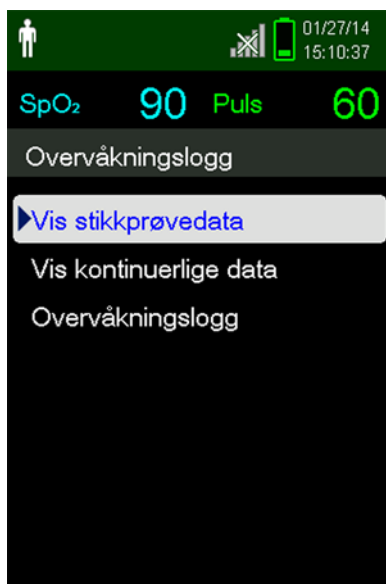 01/27/14
15:10:37
SpO₂ 90 Puls 60
Overvåkningslogg
Vis stikkprøvedata
Vis kontinuerlige data
Overvåkningslogg